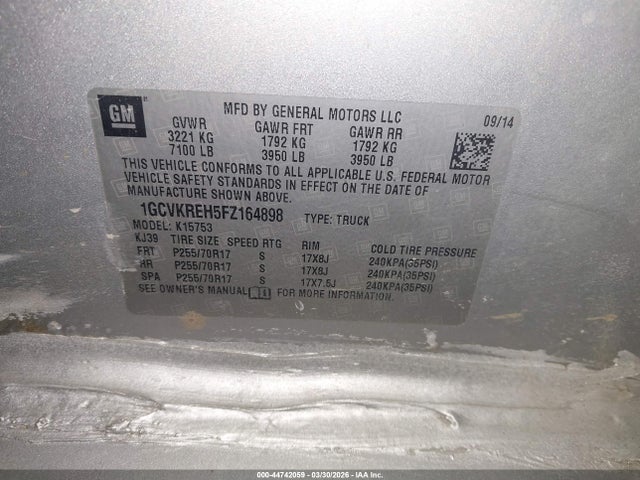 GM
MFD BY GENERAL MOTORS LLC
09/14
GVWR GAWR FRT GAWR RR
3221 KG 1792 KG 1792 KG
7100 LB 3950 LB 3950 LB
THIS VEHICLE CONFORMS TO ALL APPLICABLE U.S. FEDERAL MOTOR
VEHICLE SAFETY STANDARDS IN EFFECT ON THE DATE OF
MANUFACTURE SHOWN ABOVE.
1GCVKREH5FZ164898 TYPE: TRUCK
MODEL: K15753
KJ39 TIRE SIZE SPEED RTG RIM COLD TIRE PRESSURE
FRT P255/70R17 S 17X8J 240KPA(35PSI)
RR P255/70R17 S 17X8J 240KPA(35PSI)
SPA P255/70R17 S 17X7.5J 240KPA(35PSI)
SEE OWNER'S MANUAL FOR MORE INFORMATION.
000-44742059 | 03/30/2026 - IAA Inc.